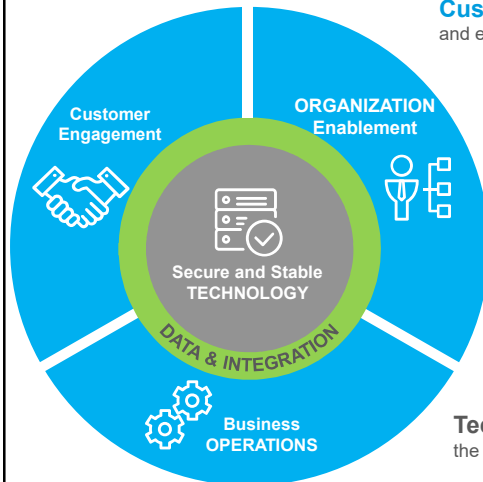 Cus
and e
Customer
Engagement
ORGANIZATION
Enablement
Secure and Stable
TECHNOLOGY
DATA & INTEGRATION
Business
OPERATIONS
Tec
the